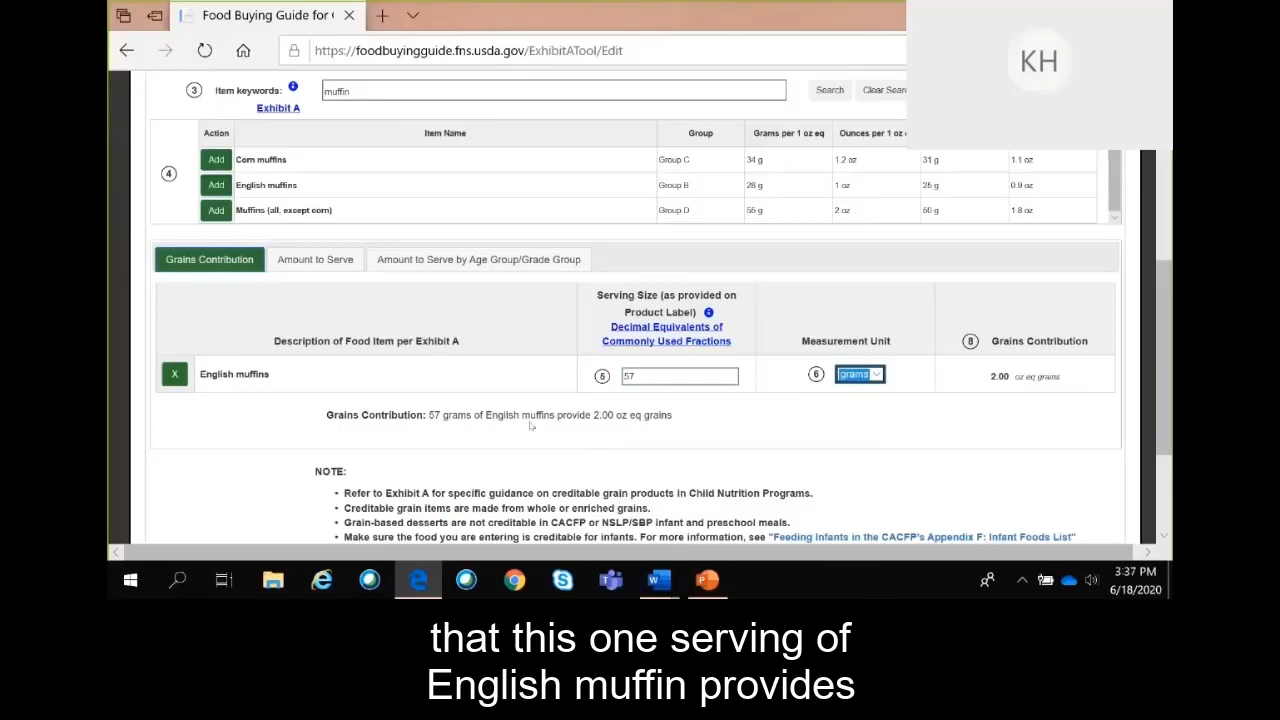 Food Buying Guide for
https://foodbuyingguide.fns.usda.gov/ExhibitATool/Edit
KH
3 Item keywords: muffin Search Clear Sear
Exhibit A
Action Item Name Group Grams per 1 oz eq Ounces per 1 oz
4
Add Corn muffins Group C 34 g 1.2 oz 31 g 1.1 oz
Add English muffins Group B 28 g 1 oz 25 g 0.9 oz
Add Muffins (all, except corn) Group D 55 g 2 oz 50 g 1.8 oz
Grains Contribution Amount to Serve Amount to Serve by Age Group/Grade Group
Description of Food Item per Exhibit A
Serving Size (as provided on
Product Label)
Decimal Equivalents of
Commonly Used Fractions
Measurement Unit
8 Grains Contribution
X English muffins 5 57 6 grams 2.00 oz eq grains
Grains Contribution: 57 grams of English muffins provide 2.00 oz eq grains
NOTE:
• Refer to Exhibit A for specific guidance on creditable grain products in Child Nutrition Programs.
• Creditable grain items are made from whole or enriched grains.
• Grain-based desserts are not creditable in CACFP or NSLP/SBP infant and preschool meals.
• Make sure the food you are entering is creditable for infants. For more information, see "Feeding Infants in the CACFP's Appendix F: Infant Foods List"
3:37 PM
6/18/2020
that this one serving of
English muffin provides